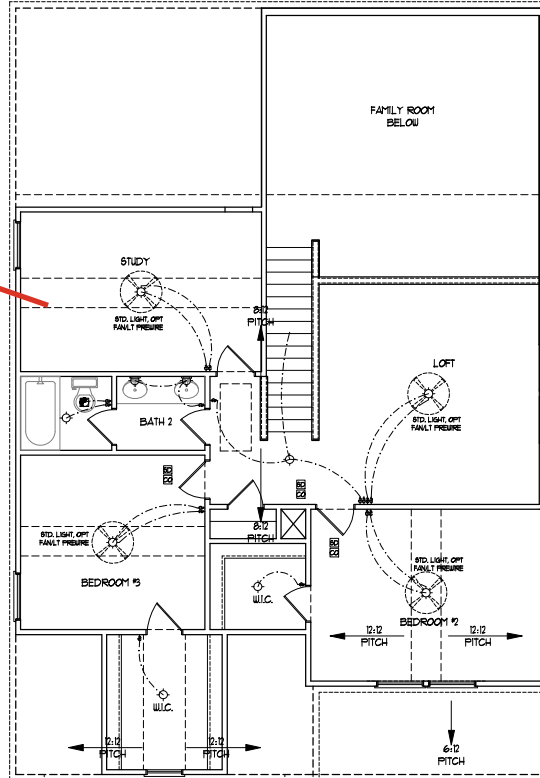 FAMILY ROOM
BELOW
STUDY
STD. LIGHT, OPT
FAN/LT PREWIRE
8:12
PITCH
LOFT
STD. LIGHT, OPT
FAN/LT PREWIRE
BATH 2
8:12
PITCH
STD. LIGHT, OPT
FAN/LT PREWIRE
BEDROOM #3
STD. LIGHT, OPT
FAN/LT PREWIRE
W.I.C.
BEDROOM #2
12:12
PITCH
12:12
PITCH
W.I.C.
12:12
PITCH
12:12
PITCH
6:12
PITCH